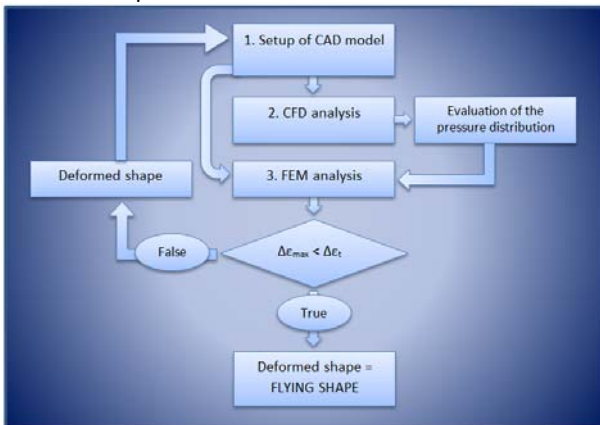 1. Setup of CAD model
2. CFD analysis
Evaluation of the
pressure distribution
Deformed shape
3. FEM analysis
False
Δεmax < Δεt
True
Deformed shape =
FLYING SHAPE